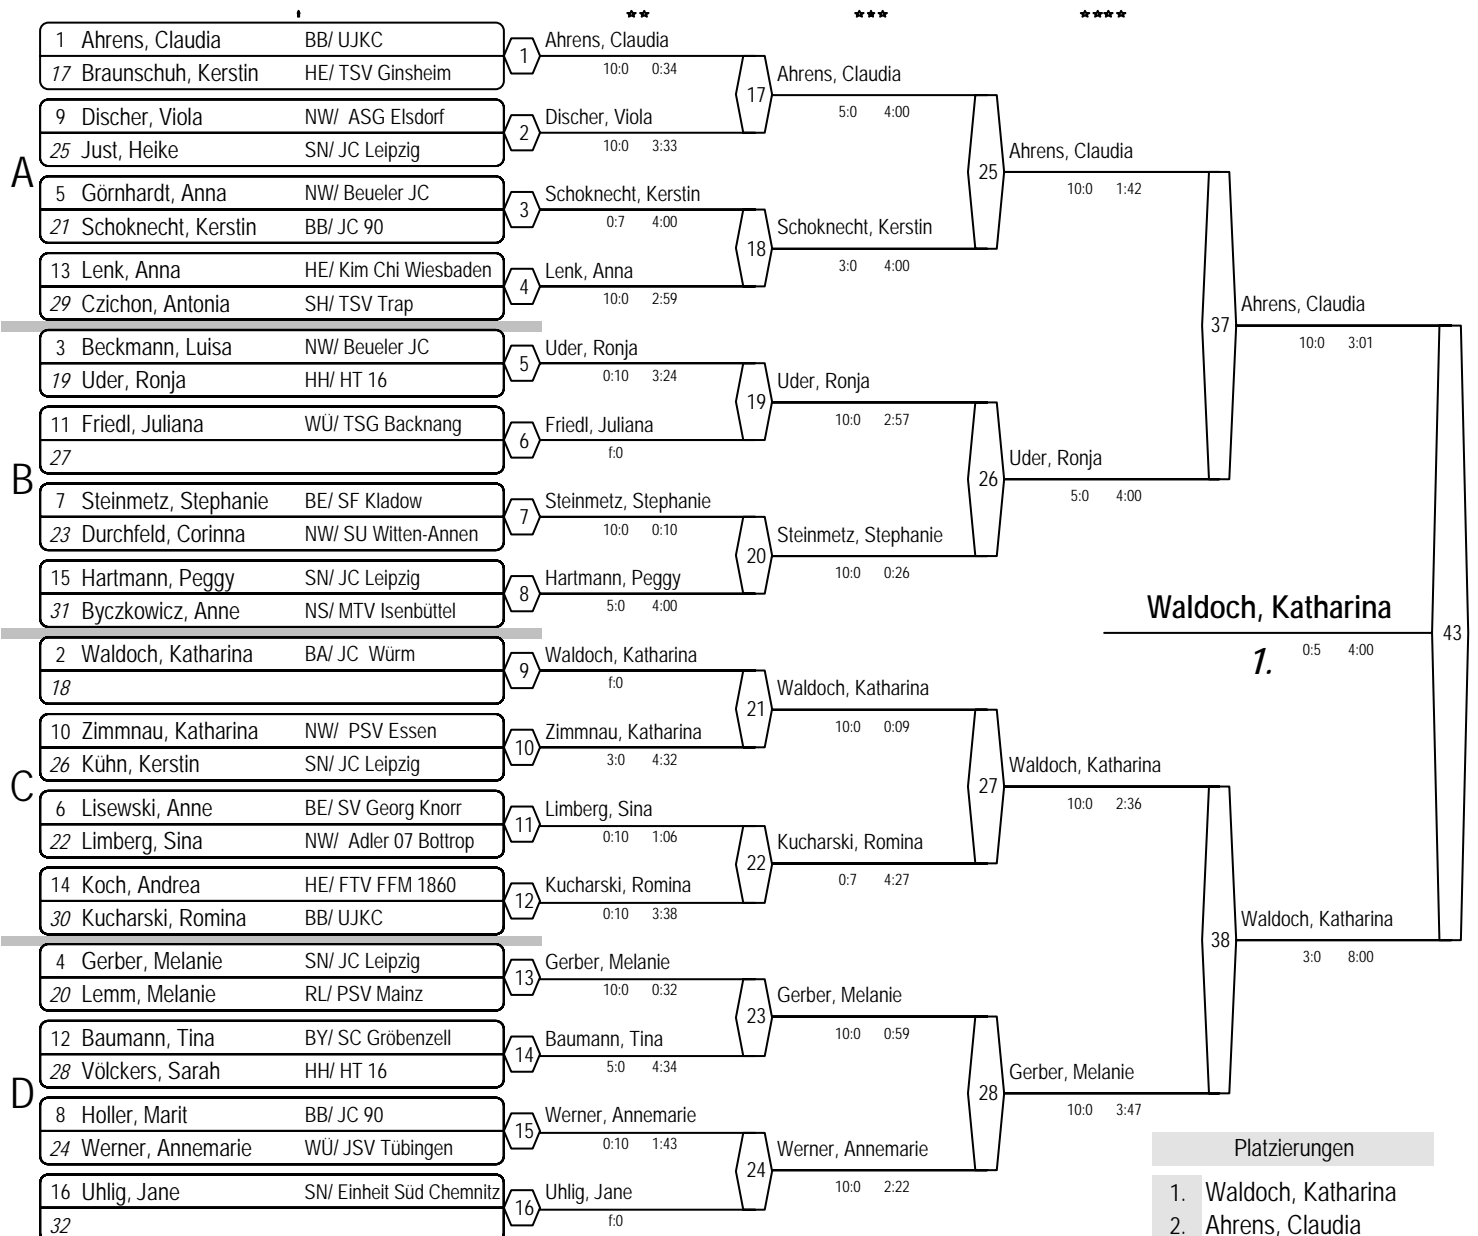 1 Ahrens, Claudia BB/ UJKC
17 Braunschuh, Kerstin HE/ TSV Ginsheim
9 Discher, Viola NW/ ASG Elsdorf
25 Just, Heike SN/ JC Leipzig
A
5 Görnhardt, Anna NW/ Beueler JC
21 Schoknecht, Kerstin BB/ JC 90
13 Lenk, Anna HE/ Kim Chi Wiesbaden
29 Czichon, Antonia SH/ TSV Trap
3 Beckmann, Luisa NW/ Beueler JC
19 Uder, Ronja HH/ HT 16
11 Friedl, Juliana WÜ/ TSG Backnang
27
B
7 Steinmetz, Stephanie BE/ SF Kladow
23 Durchfeld, Corinna NW/ SU Witten-Annen
15 Hartmann, Peggy SN/ JC Leipzig
31 Byczkowicz, Anne NS/ MTV Isenbüttel
2 Waldoch, Katharina BA/ JC Würm
18
10 Zimmnau, Katharina NW/ PSV Essen
26 Kühn, Kerstin SN/ JC Leipzig
C
6 Lisewski, Anne BE/ SV Georg Knorr
22 Limberg, Sina NW/ Adler 07 Bottrop
14 Koch, Andrea HE/ FTV FFM 1860
30 Kucharski, Romina BB/ UJKC
4 Gerber, Melanie SN/ JC Leipzig
20 Lemm, Melanie RL/ PSV Mainz
12 Baumann, Tina BY/ SC Gröbenzell
28 Völckers, Sarah HH/ HT 16
D
8 Holler, Marit BB/ JC 90
24 Werner, Annemarie WÜ/ JSV Tübingen
16 Uhlig, Jane SN/ Einheit Süd Chemnitz
32
1 Ahrens, Claudia
10:0 0:34
2 Discher, Viola
10:0 3:33
3 Schoknecht, Kerstin
0:7 4:00
4 Lenk, Anna
10:0 2:59
5 Uder, Ronja
0:10 3:24
6 Friedl, Juliana
f:0
7 Steinmetz, Stephanie
10:0 0:10
8 Hartmann, Peggy
5:0 4:00
9 Waldoch, Katharina
f:0
10 Zimmnau, Katharina
3:0 4:32
11 Limberg, Sina
0:10 1:06
12 Kucharski, Romina
0:10 3:38
13 Gerber, Melanie
10:0 0:32
14 Baumann, Tina
5:0 4:34
15 Werner, Annemarie
0:10 1:43
16 Uhlig, Jane
f:0
17 Ahrens, Claudia
5:0 4:00
18 Schoknecht, Kerstin
3:0 4:00
19 Uder, Ronja
10:0 2:57
20 Steinmetz, Stephanie
10:0 0:26
21 Waldoch, Katharina
10:0 0:09
22 Kucharski, Romina
0:7 4:27
23 Gerber, Melanie
10:0 0:59
24 Werner, Annemarie
10:0 2:22
25 Ahrens, Claudia
10:0 1:42
26 Uder, Ronja
5:0 4:00
27 Waldoch, Katharina
10:0 2:36
28 Gerber, Melanie
10:0 3:47
37 Ahrens, Claudia
10:0 3:01
38 Waldoch, Katharina
3:0 8:00
Waldoch, Katharina 43
1. 0:5 4:00
Platzierungen
1. Waldoch, Katharina
2. Ahrens, Claudia